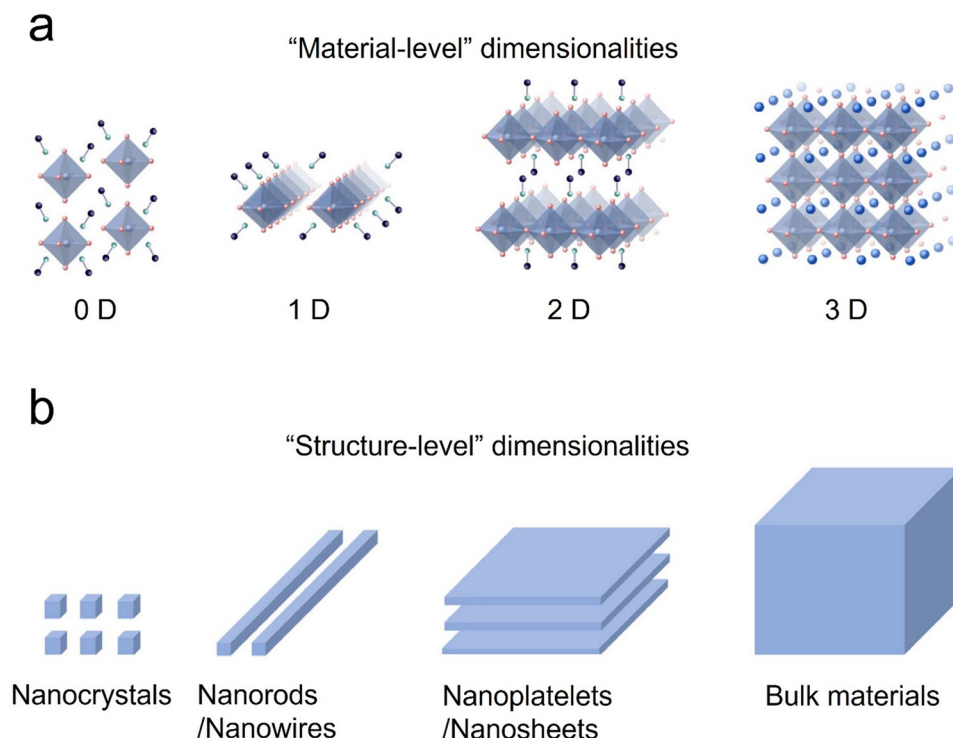 a
“Material-level” dimensionalities
0 D
1 D
2 D
3 D
b
“Structure-level” dimensionalities
Nanocrystals
Nanorods
/Nanowires
Nanoplatelets
/Nanosheets
Bulk materials